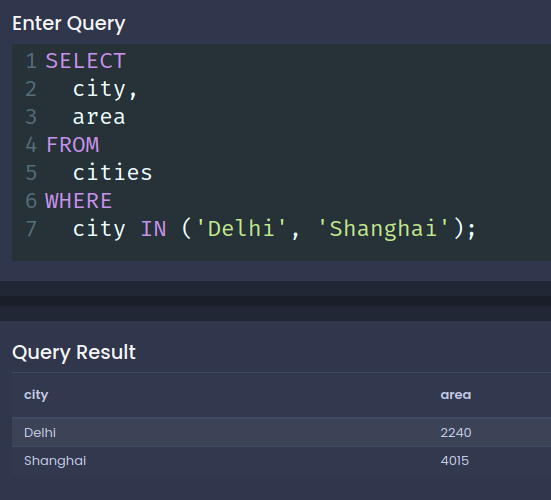 Enter Query
1 SELECT
2   city,
3   area
4 FROM
5   cities
6 WHERE
7   city IN ('Delhi', 'Shanghai');
Query Result
city area
Delhi 2240
Shanghai 4015